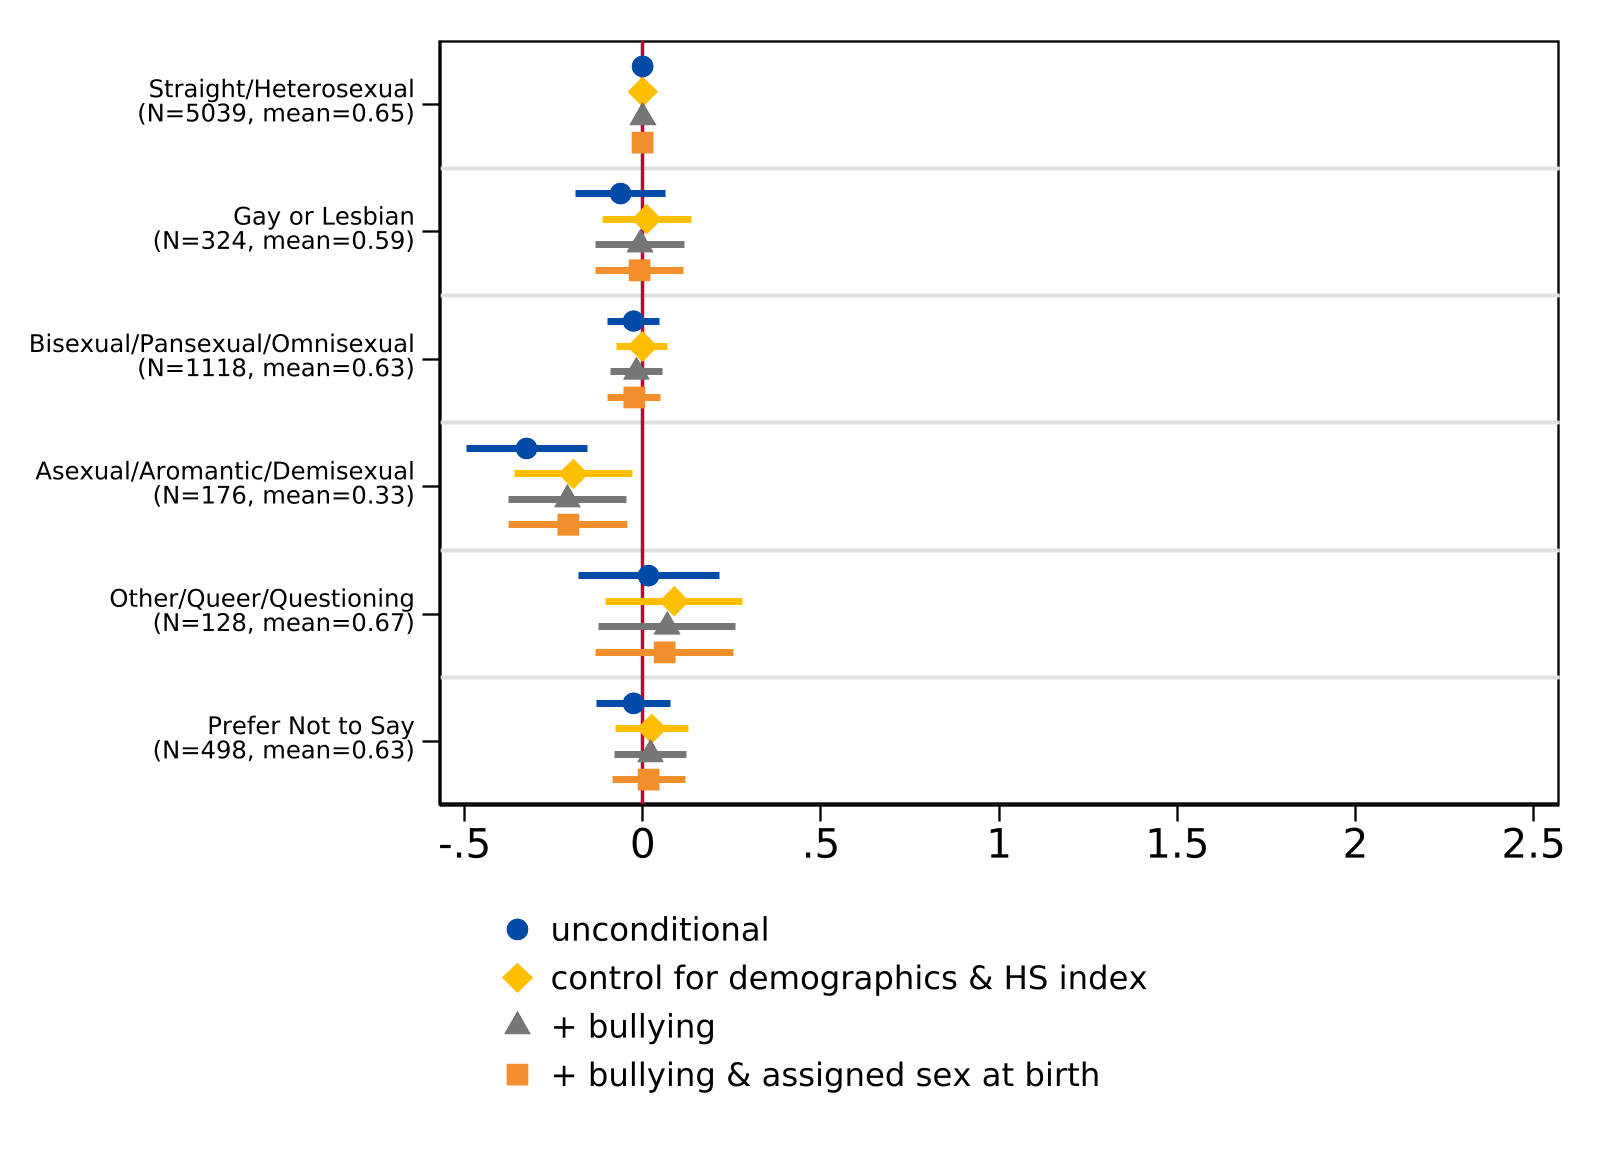 Straight/Heterosexual
(N=5039, mean=0.65)
Gay or Lesbian
(N=324, mean=0.59)
Bisexual/Pansexual/Omnisexual
(N=1118, mean=0.63)
Asexual/Aromantic/Demisexual
(N=176, mean=0.33)
Other/Queer/Questioning
(N=128, mean=0.67)
Prefer Not to Say
(N=498, mean=0.63)
-.5 0 .5 1 1.5 2 2.5
unconditional
control for demographics & HS index
+ bullying
+ bullying & assigned sex at birth